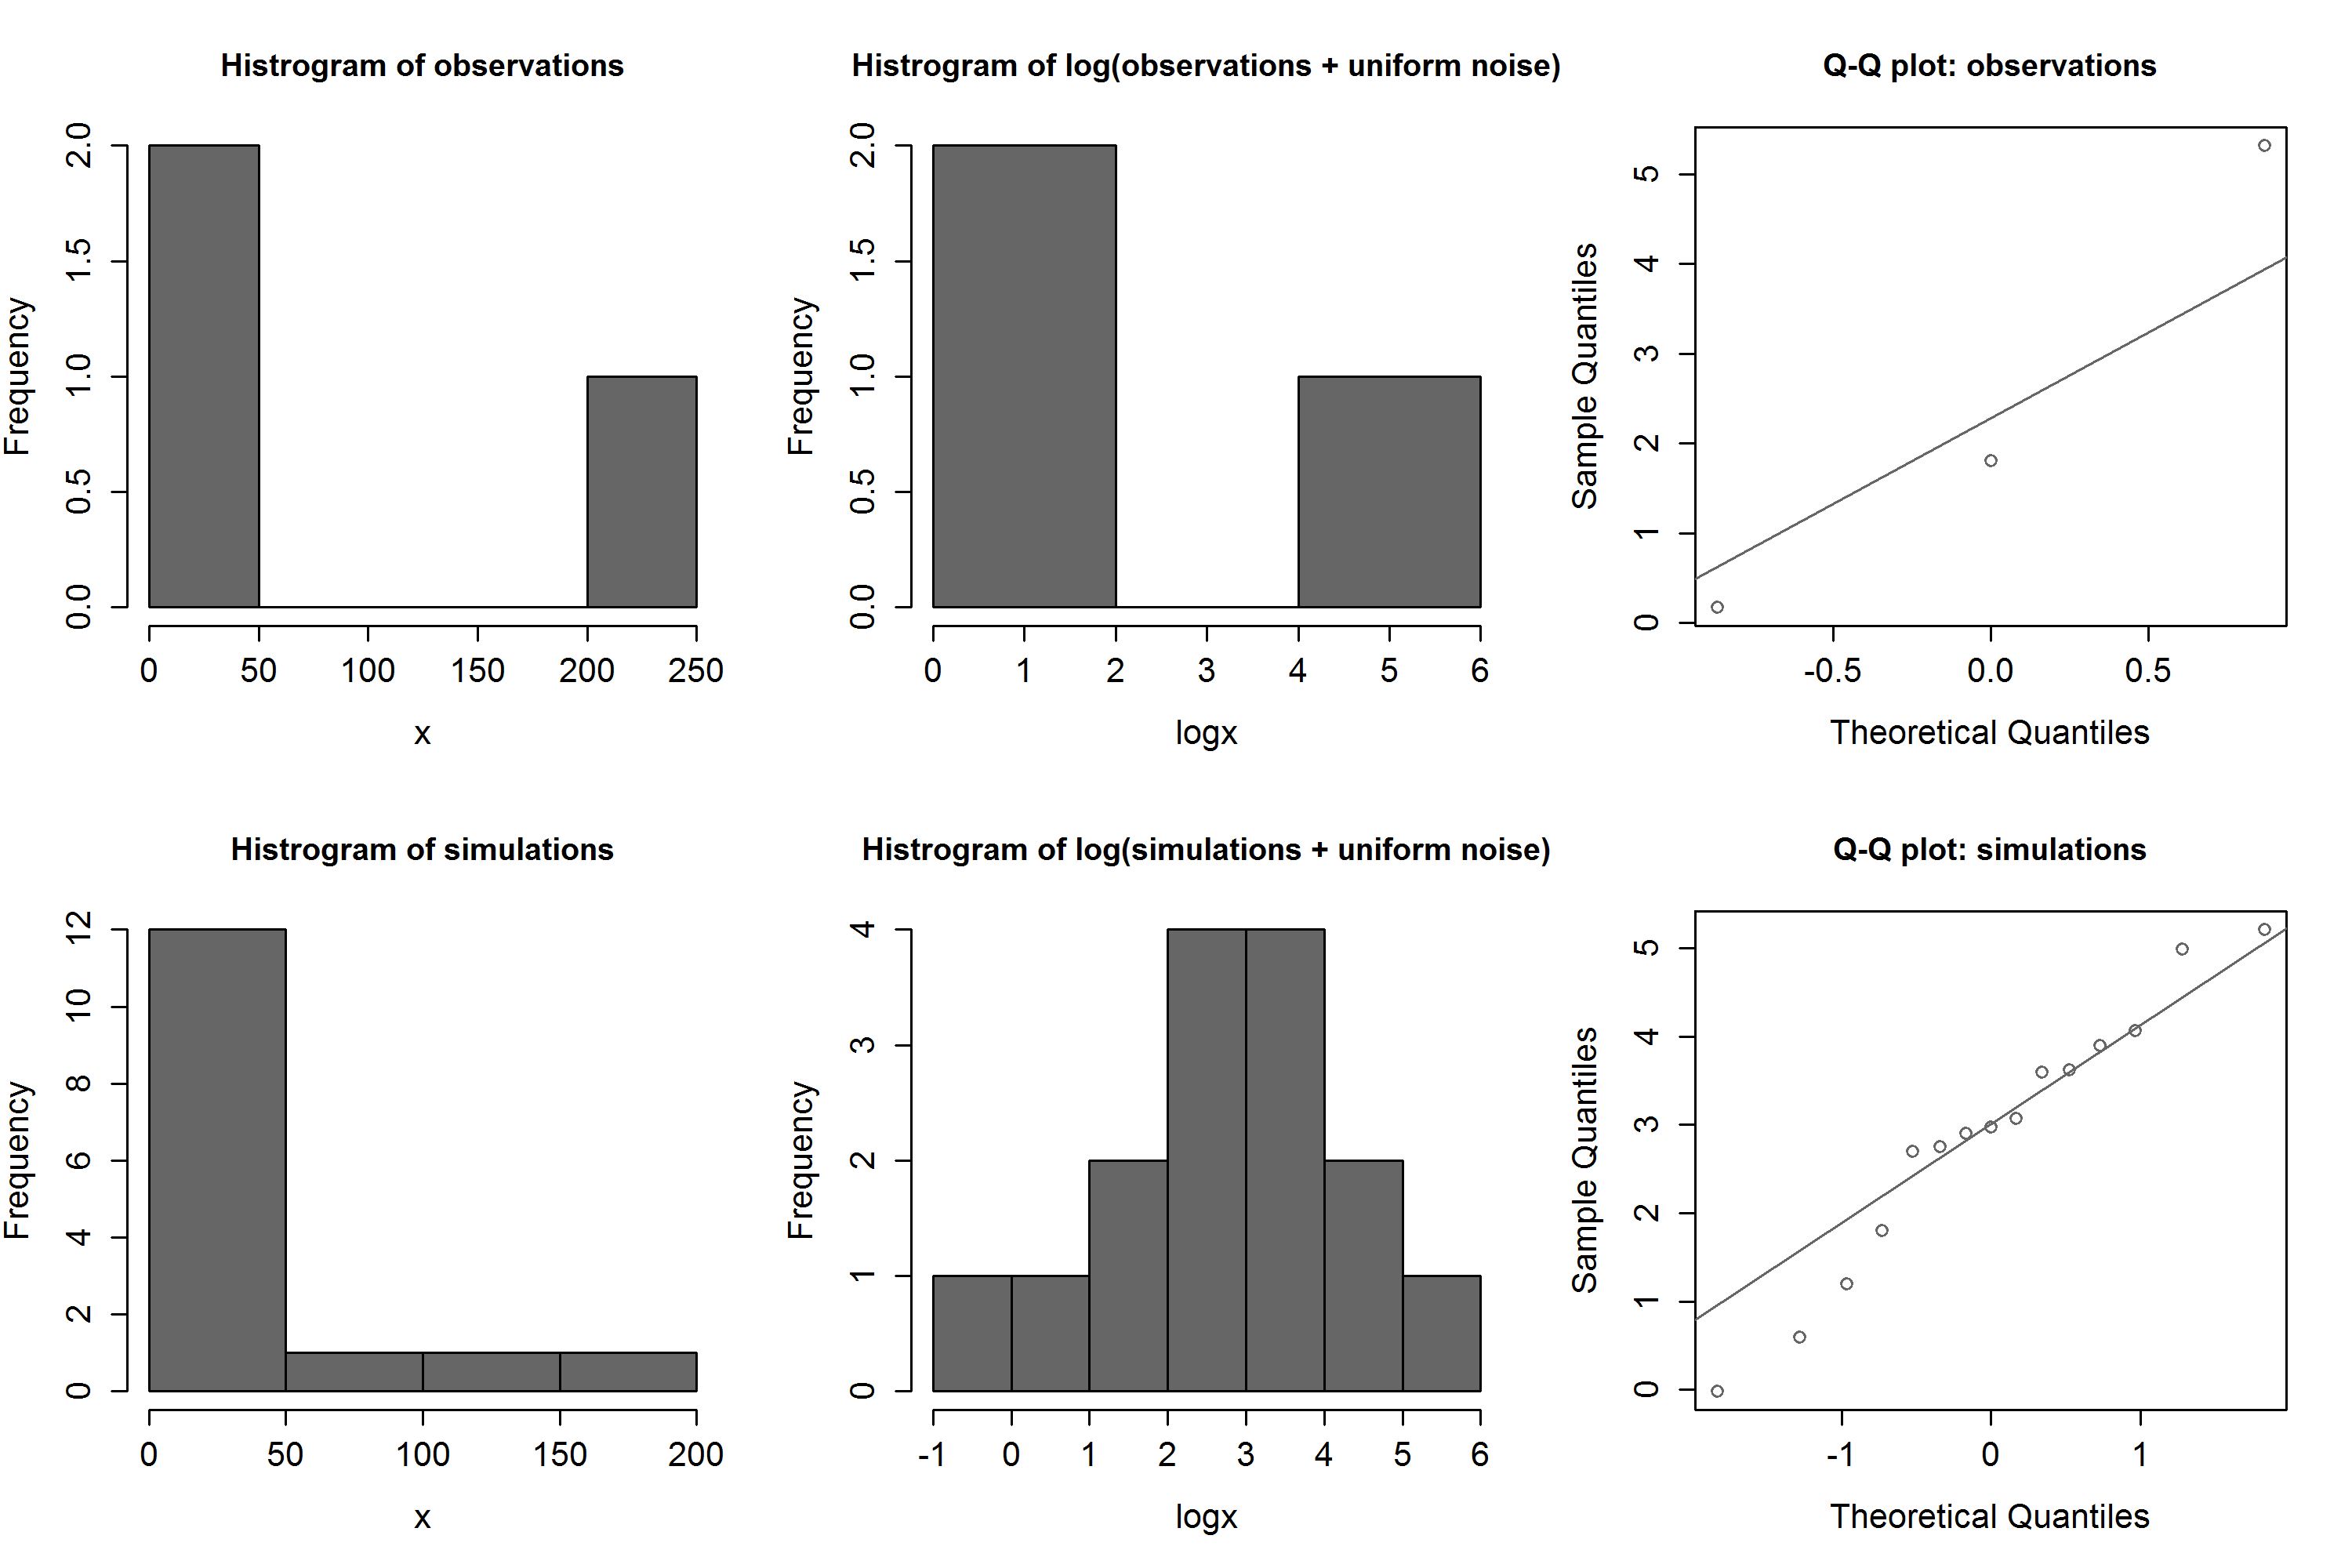 Histrogram of observations
Frequency
0.0 0.5 1.0 1.5 2.0
0 50 100 150 200 250
x
Histrogram of log(observations + uniform noise)
Frequency
0.0 0.5 1.0 1.5 2.0
0 1 2 3 4 5 6
logx
Q-Q plot: observations
Sample Quantiles
0 1 2 3 4 5
-0.5 0.0 0.5
Theoretical Quantiles
Histrogram of simulations
Frequency
0 2 4 6 8 10 12
0 50 100 150 200
x
Histrogram of log(simulations + uniform noise)
Frequency
0 1 2 3 4
-1 0 1 2 3 4 5 6
logx
Q-Q plot: simulations
Sample Quantiles
0 1 2 3 4 5
-1 0 1
Theoretical Quantiles